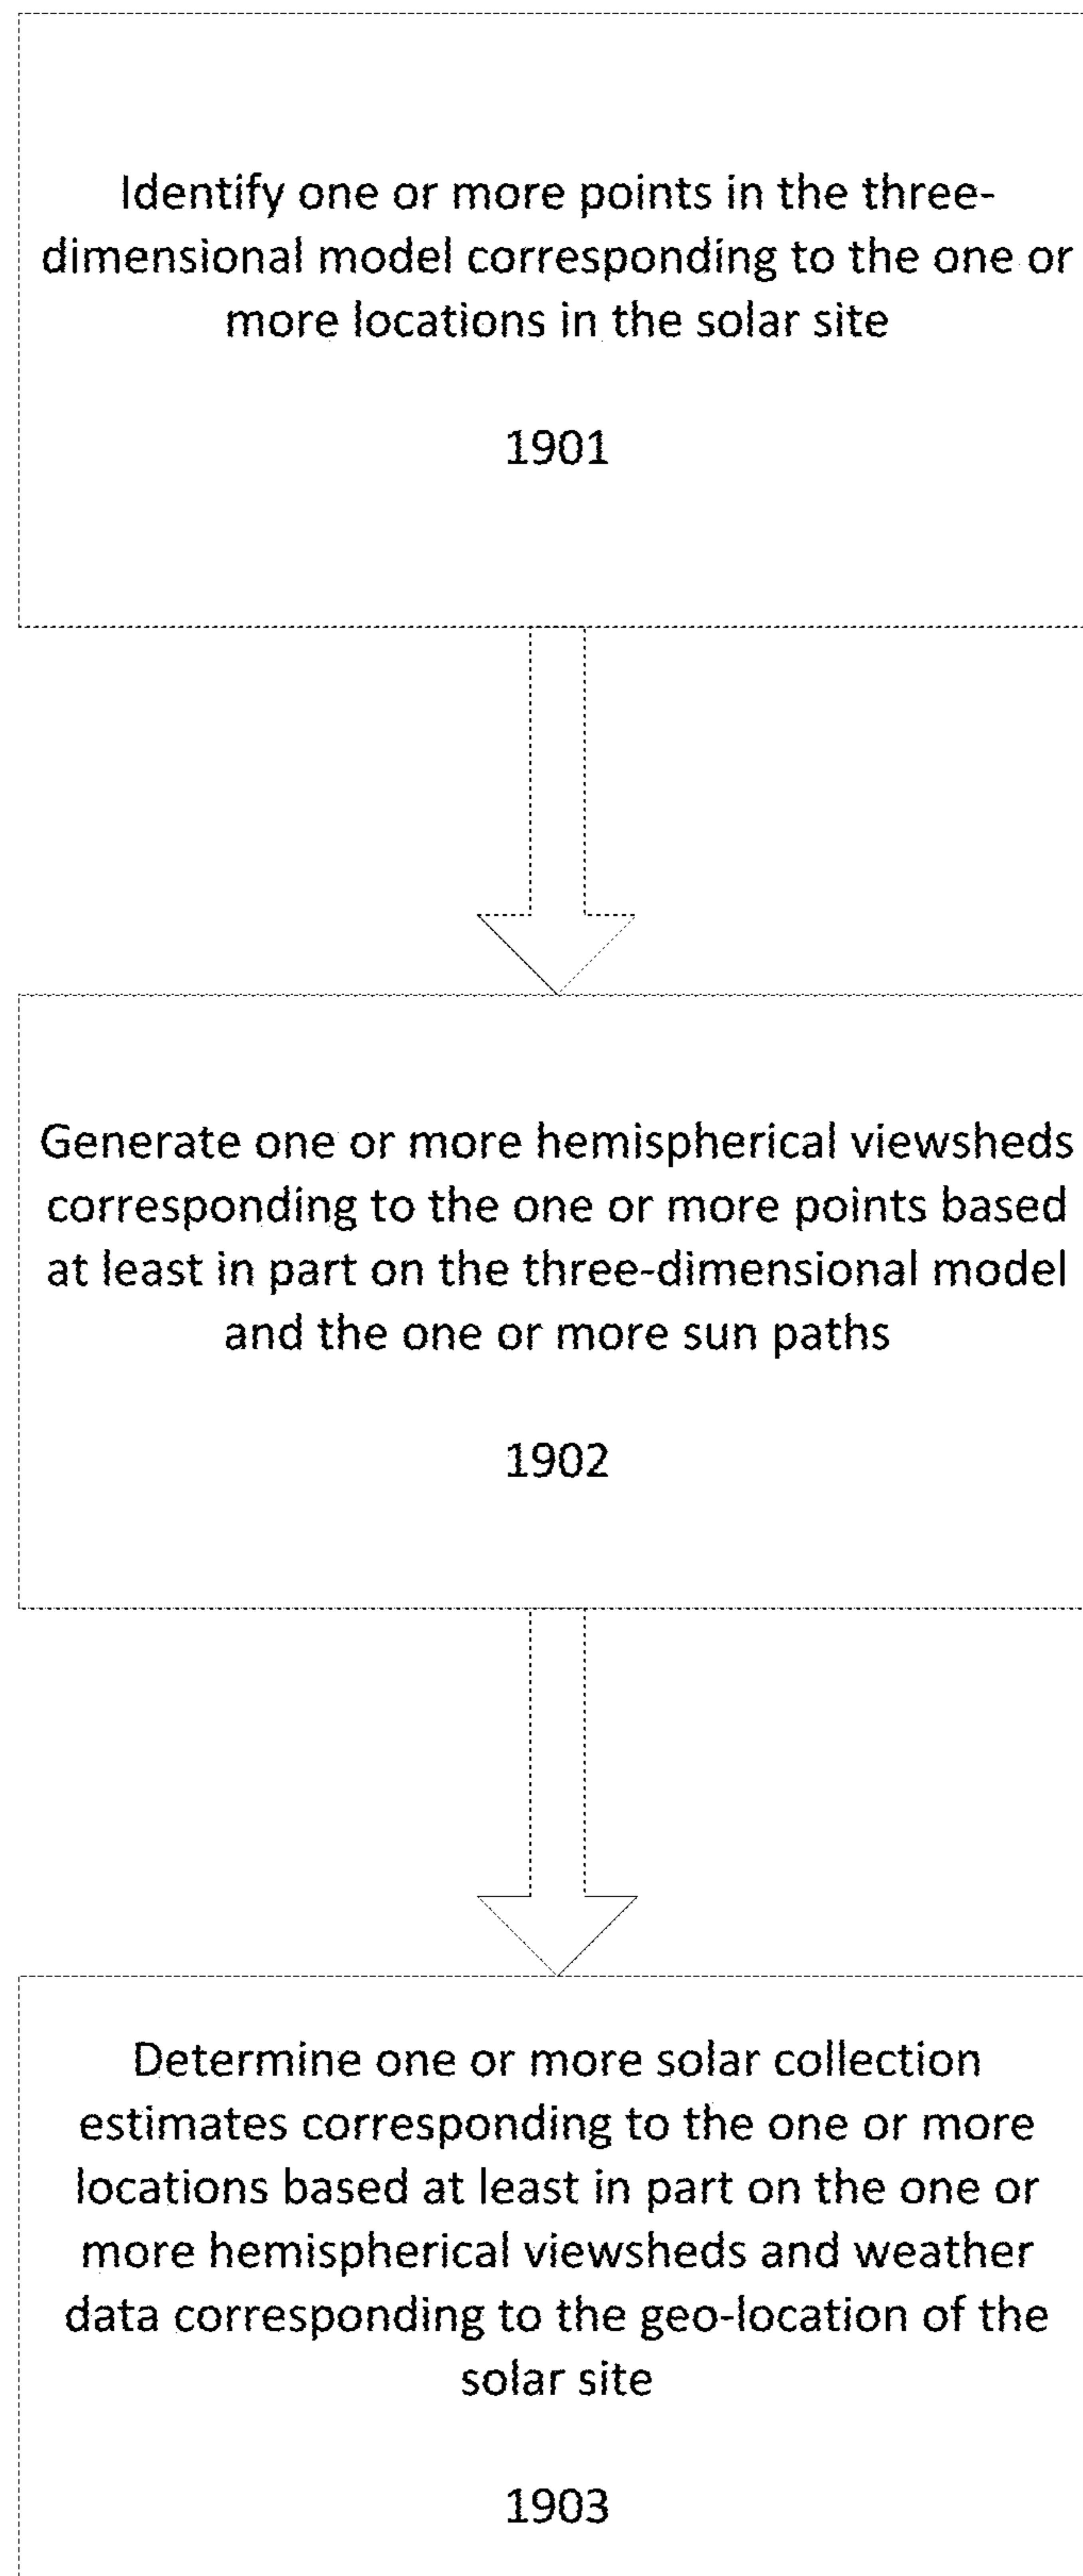 Identify one or more points in the three-
dimensional model corresponding to the one or
more locations in the solar site
1901
Generate one or more hemispherical viewsheds
corresponding to the one or more points based
at least in part on the three-dimensional model
and the one or more sun paths
1902
Determine one or more solar collection
estimates corresponding to the one or more
locations based at least in part on the one or
more hemispherical viewsheds and weather
data corresponding to the geo-location of the
solar site
1903